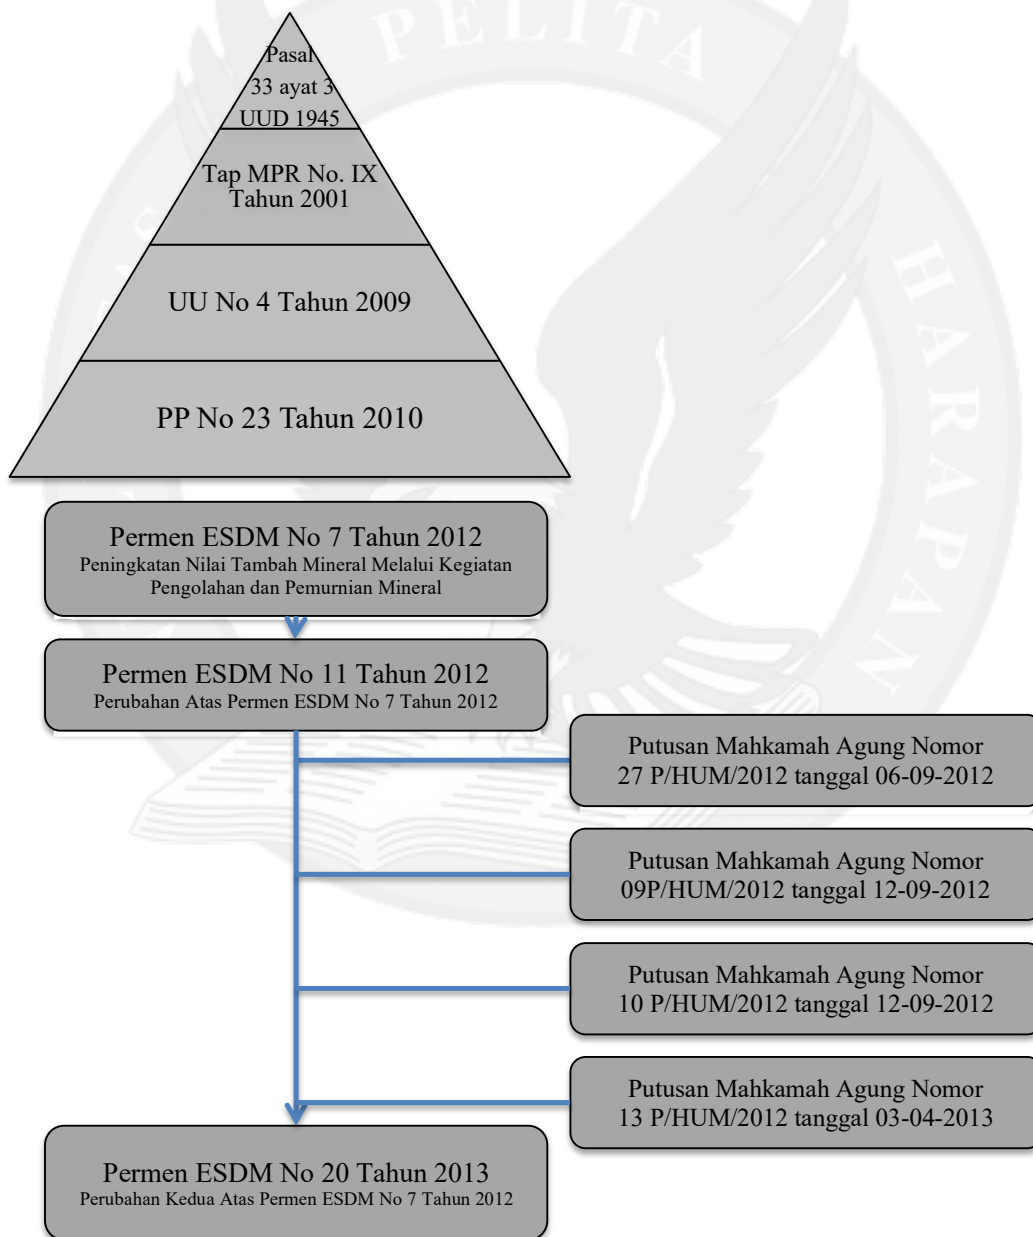 PELITA
HARAPAN
Pasal
33 ayat 3
UUD 1945
Tap MPR No. IX
Tahun 2001
UU No 4 Tahun 2009
PP No 23 Tahun 2010
Permen ESDM No 7 Tahun 2012
Peningkatan Nilai Tambah Mineral Melalui Kegiatan
Pengolahan dan Pemurnian Mineral
Permen ESDM No 11 Tahun 2012
Perubahan Atas Permen ESDM No 7 Tahun 2012
Putusan Mahkamah Agung Nomor
27 P/HUM/2012 tanggal 06-09-2012
Putusan Mahkamah Agung Nomor
09P/HUM/2012 tanggal 12-09-2012
Putusan Mahkamah Agung Nomor
10 P/HUM/2012 tanggal 12-09-2012
Putusan Mahkamah Agung Nomor
13 P/HUM/2012 tanggal 03-04-2013
Permen ESDM No 20 Tahun 2013
Perubahan Kedua Atas Permen ESDM No 7 Tahun 2012